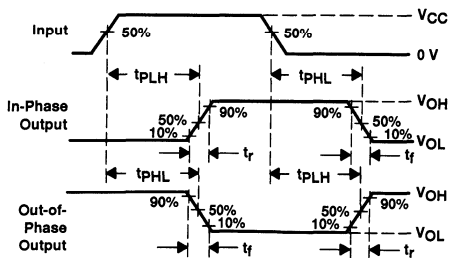 VCC
Input
50%
50%
0 V
tPLH
tPHL
In-Phase
Output
VOH
90%
90%
50%
50%
10%
10%
VOL
tr
tf
tPHL
tPLH
Out-of-
Phase
Output
VOH
90%
90%
50%
50%
10%
10%
VOL
tf
tr